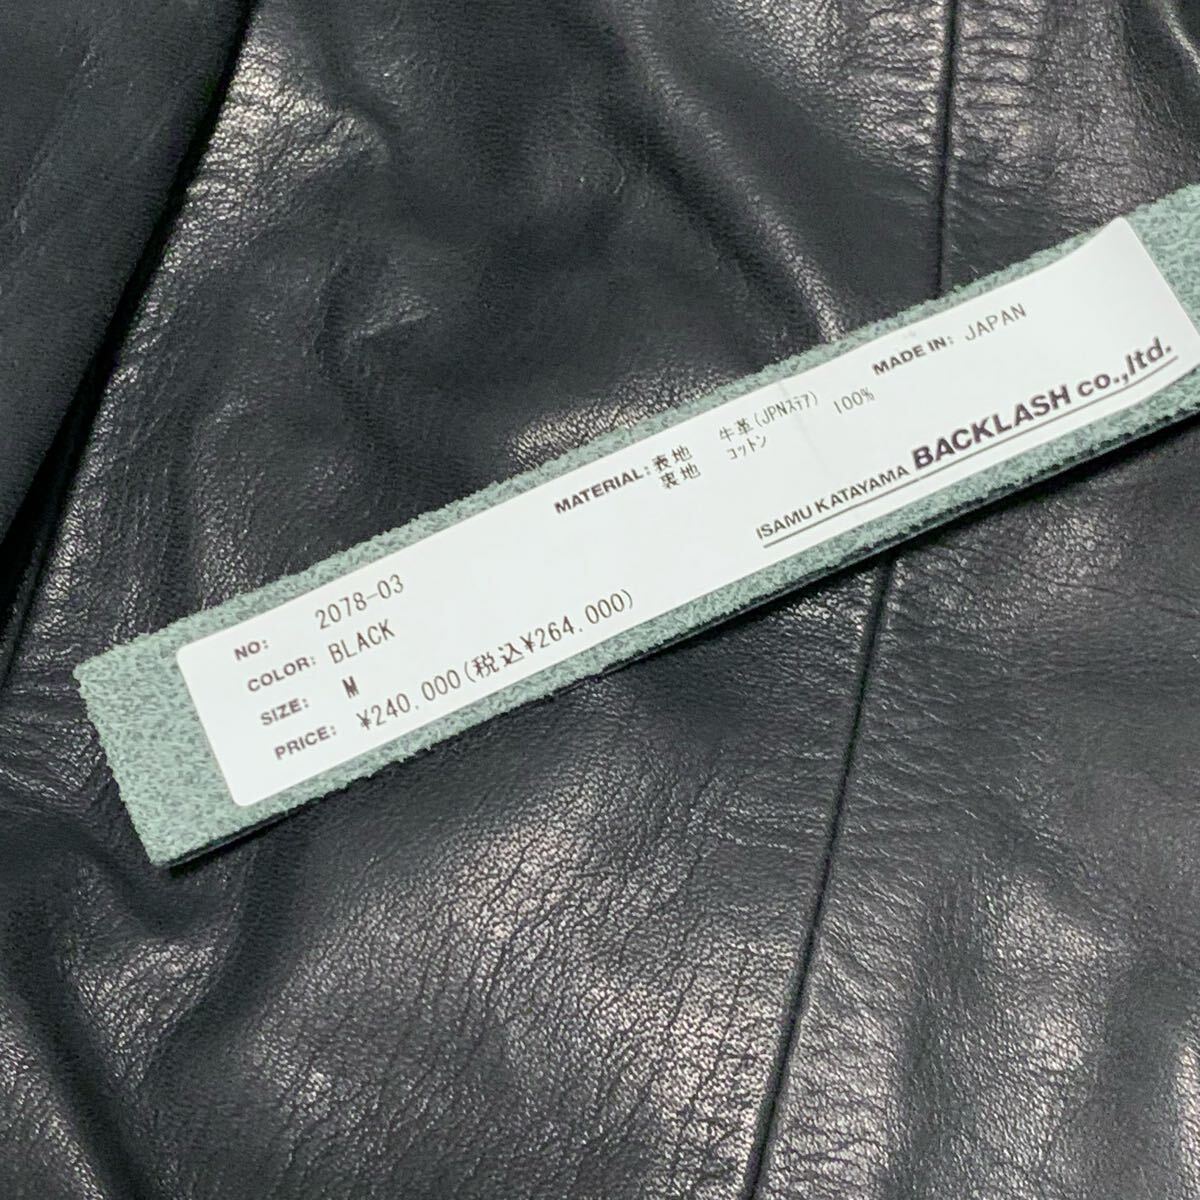 NO: 2078-03
COLOR: BLACK
SIZE: M
PRICE: ¥240.000(税込¥264.000)
MATERIAL: 表地 牛革(JPNステア)
裏地 コットン 100%
MADE IN: JAPAN
ISAMU KATAYAMA BACKLASH co.,ltd.